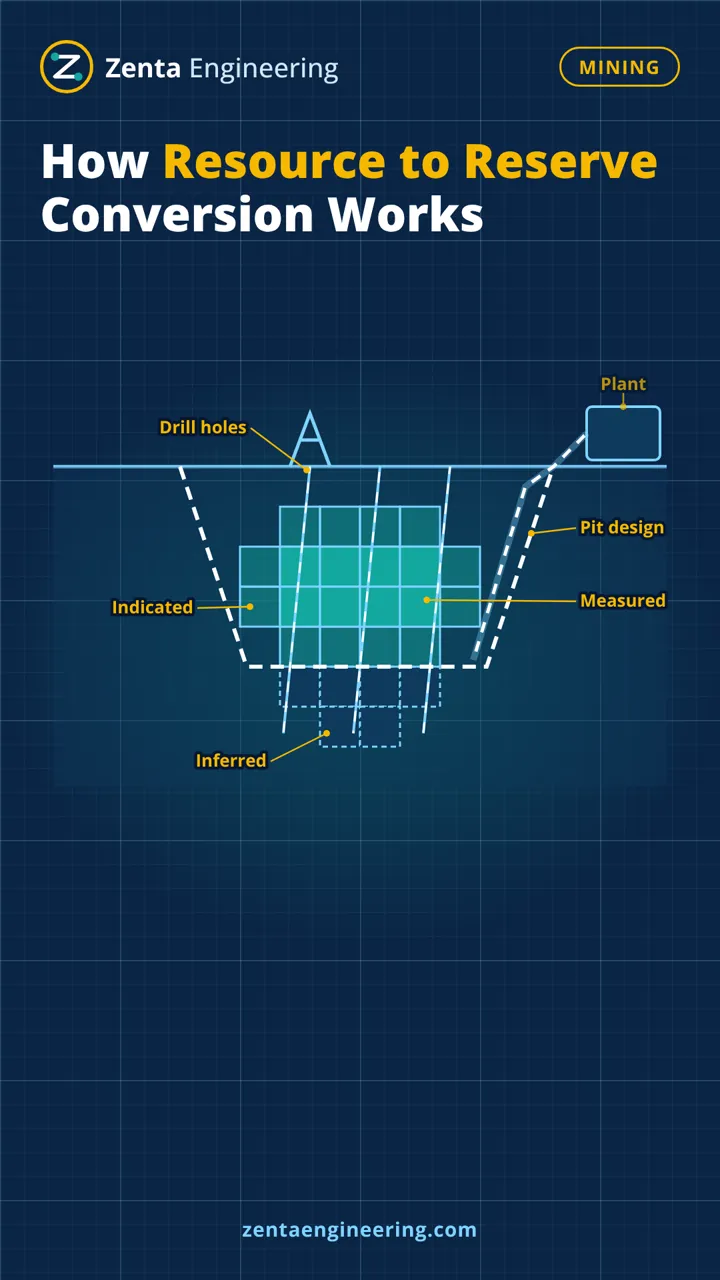 Zenta Engineering
MINING
How Resource to Reserve
Conversion Works
Plant
Drill holes
Pit design
Indicated
Measured
Inferred
zentaengineering.com